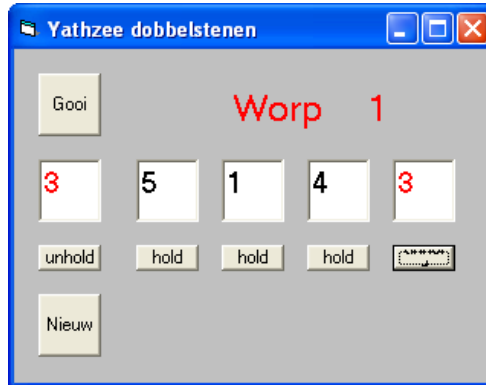 Yathzee dobbelstenen
Gooi
Worp 1
3 5 1 4 3
unhold hold hold hold
Nieuw